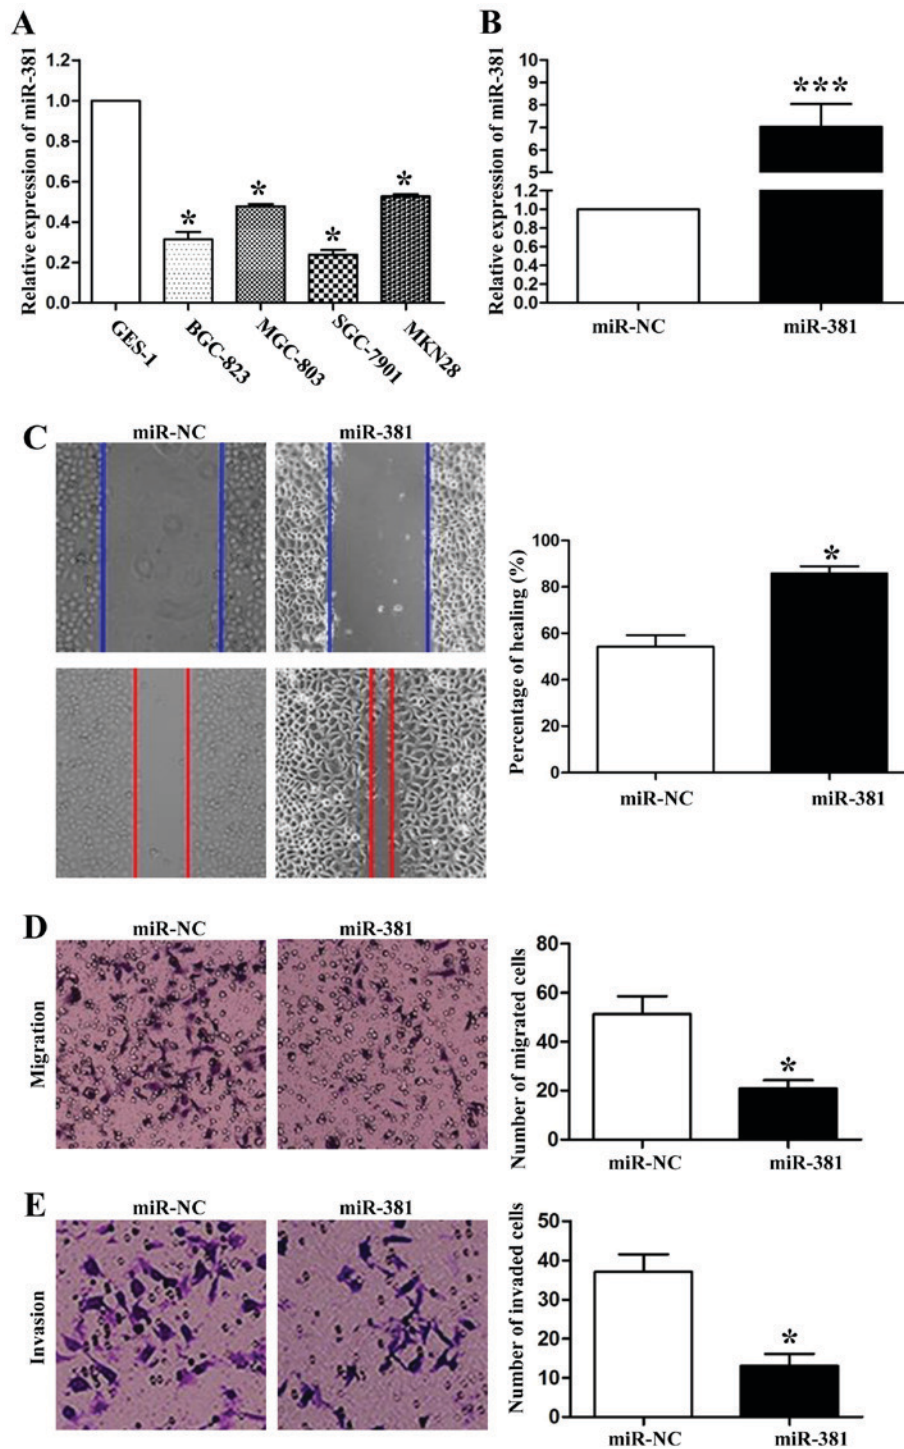 A
Relative expression of miR-381
1.2
1.0
0.8
0.6
0.4
0.2
0.0
*
*
*
*
GES-1
BGC-823
MGC-803
SGC-7901
MKN28
B
Relative expression of miR-381
10
9
8
7
6
5
1.2
1.0
0.8
0.6
0.4
0.2
0.0
***
miR-NC miR-381
C
miR-NC miR-381
Percentage of healing (%)
100
80
60
40
20
0
*
miR-NC miR-381
D
miR-NC miR-381
Migration
Number of migrated cells
80
60
40
20
0
*
miR-NC miR-381
E
miR-NC miR-381
Invasion
Number of invaded cells
50
40
30
20
10
0
*
miR-NC miR-381